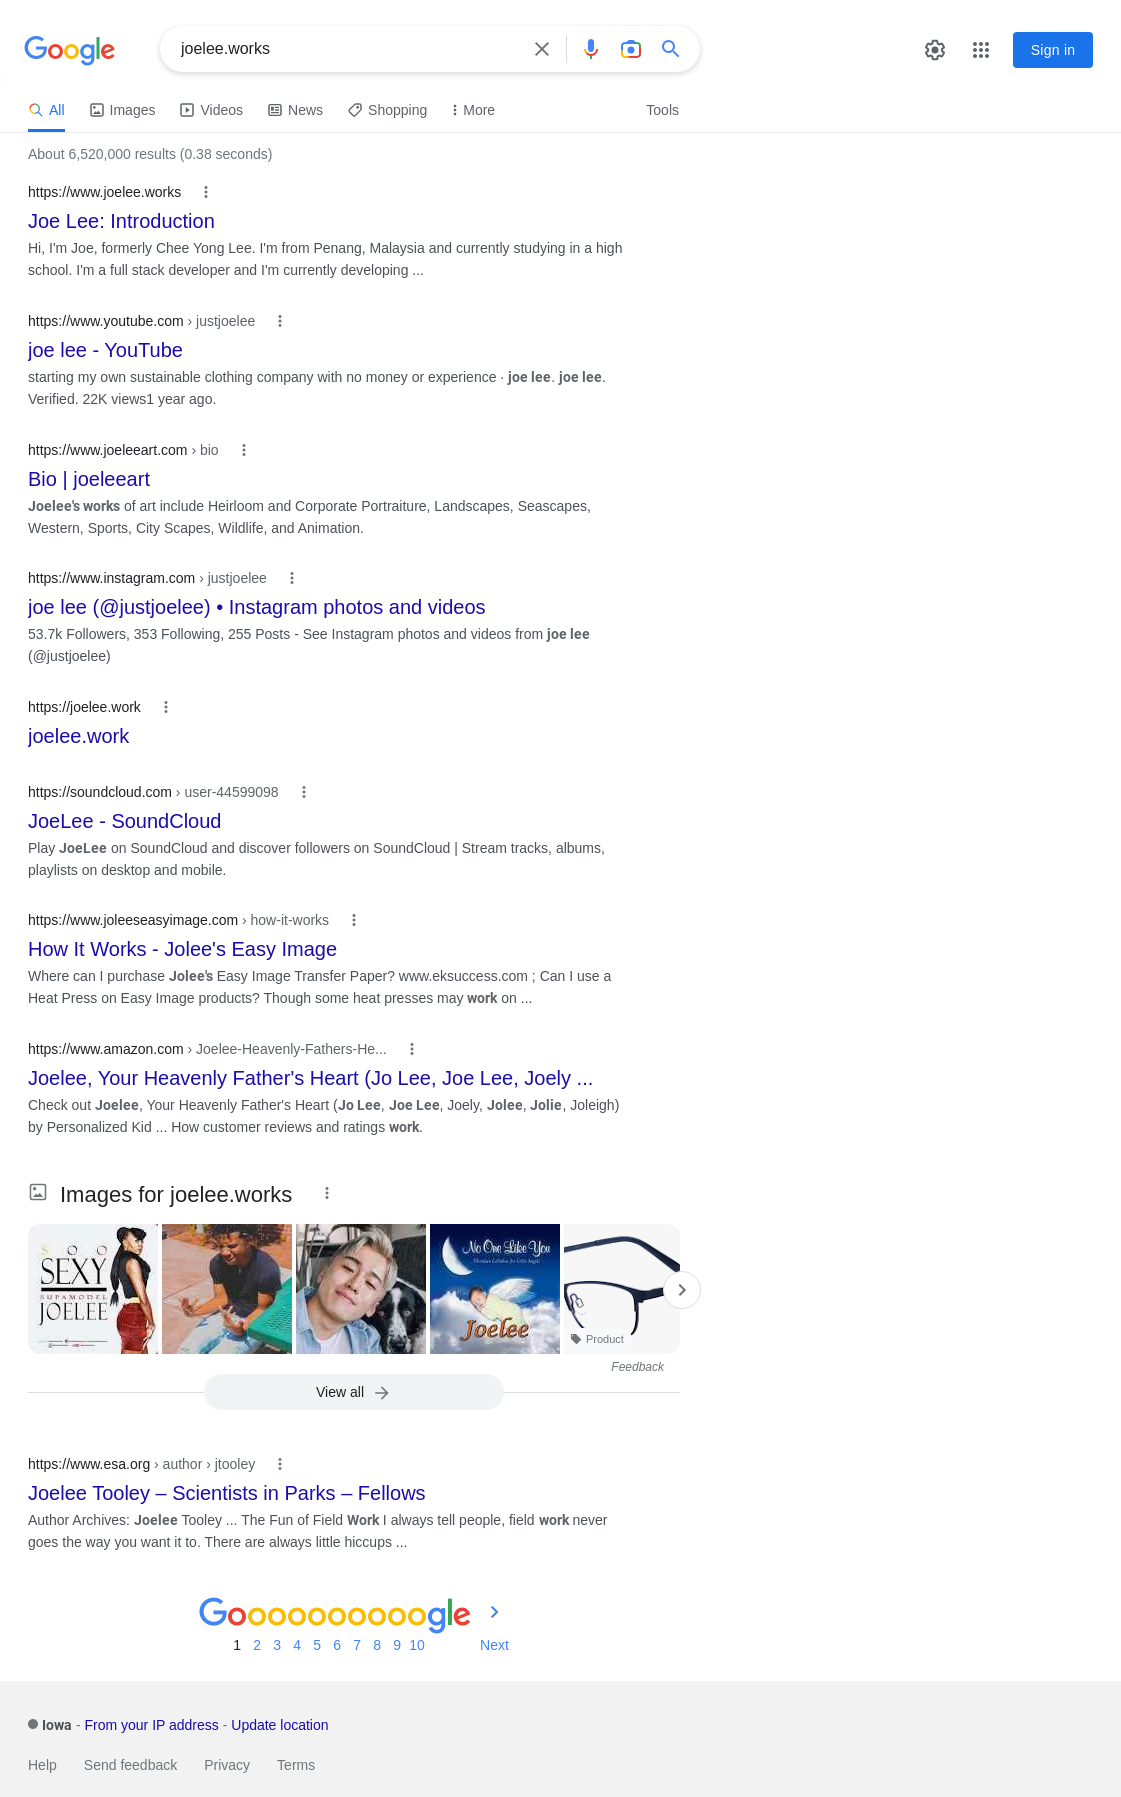 Google
joelee.works
Sign in
All
Images
Videos
News
Shopping
More
Tools
About 6,520,000 results (0.38 seconds)
https://www.joelee.works
Joe Lee: Introduction
Hi, I'm Joe, formerly Chee Yong Lee. I'm from Penang, Malaysia and currently studying in a high
school. I'm a full stack developer and I'm currently developing ...
https://www.youtube.com › justjoelee
joe lee - YouTube
starting my own sustainable clothing company with no money or experience · joe lee. joe lee.
Verified. 22K views1 year ago.
https://www.joeleeart.com › bio
Bio | joeleeart
Joelee's works of art include Heirloom and Corporate Portraiture, Landscapes, Seascapes,
Western, Sports, City Scapes, Wildlife, and Animation.
https://www.instagram.com › justjoelee
joe lee (@justjoelee) • Instagram photos and videos
53.7k Followers, 353 Following, 255 Posts - See Instagram photos and videos from joe lee
(@justjoelee)
https://joelee.work
joelee.work
https://soundcloud.com › user-44599098
JoeLee - SoundCloud
Play JoeLee on SoundCloud and discover followers on SoundCloud | Stream tracks, albums,
playlists on desktop and mobile.
https://www.joleeseasyimage.com › how-it-works
How It Works - Jolee's Easy Image
Where can I purchase Jolee's Easy Image Transfer Paper? www.eksuccess.com ; Can I use a
Heat Press on Easy Image products? Though some heat presses may work on ...
https://www.amazon.com › Joelee-Heavenly-Fathers-He...
Joelee, Your Heavenly Father's Heart (Jo Lee, Joe Lee, Joely ...
Check out Joelee, Your Heavenly Father's Heart (Jo Lee, Joe Lee, Joely, Jolee, Jolie, Joleigh)
by Personalized Kid ... How customer reviews and ratings work.
Images for joelee.works
SOO
SEXY
SUPAMODEL
JOELEE
No One Like You
Joelee
Product
Feedback
View all
https://www.esa.org › author › jtooley
Joelee Tooley – Scientists in Parks – Fellows
Author Archives: Joelee Tooley ... The Fun of Field Work I always tell people, field work never
goes the way you want it to. There are always little hiccups ...
Goooooooooogle
1 2 3 4 5 6 7 8 9 10 Next
Iowa - From your IP address - Update location
Help Send feedback Privacy Terms